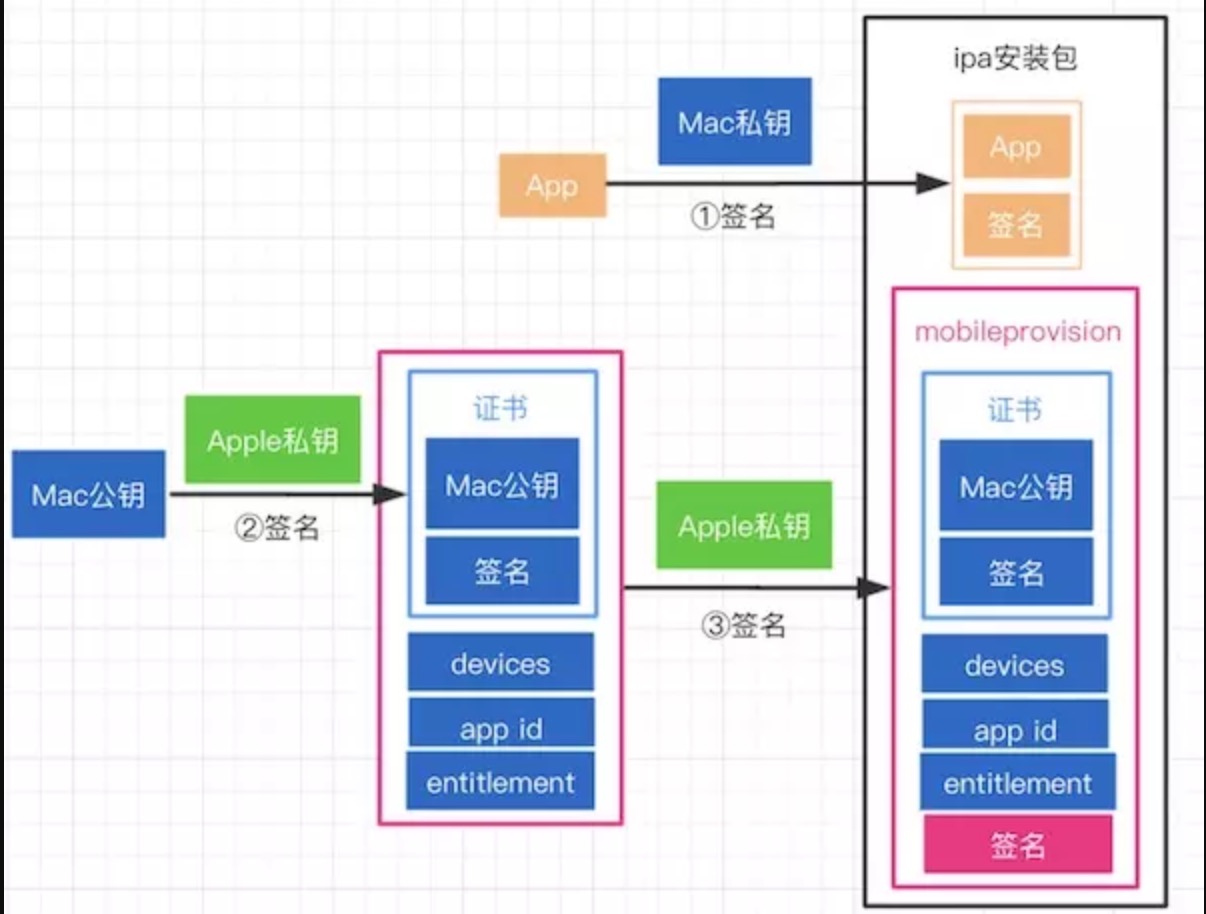 ipa安装包
Mac私钥
App
①签名
App
签名
mobileprovision
Mac公钥
Apple私钥
②签名
证书
Mac公钥
签名
devices
app id
entitlement
Apple私钥
③签名
证书
Mac公钥
签名
devices
app id
entitlement
签名